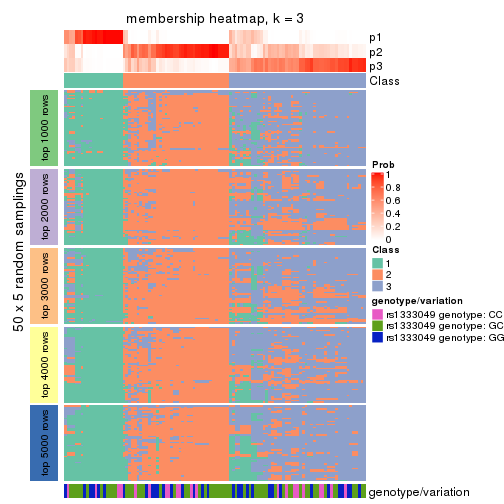 membership heatmap, k = 3
p1
p2
p3
Class
50 x 5 random samplings
top 1000 rows
top 2000 rows
top 3000 rows
top 4000 rows
top 5000 rows
Prob
1
0.8
0.6
0.4
0.2
0
Class
1
2
3
genotype/variation
rs1333049 genotype: CC
rs1333049 genotype: GC
rs1333049 genotype: GG
genotype/variation